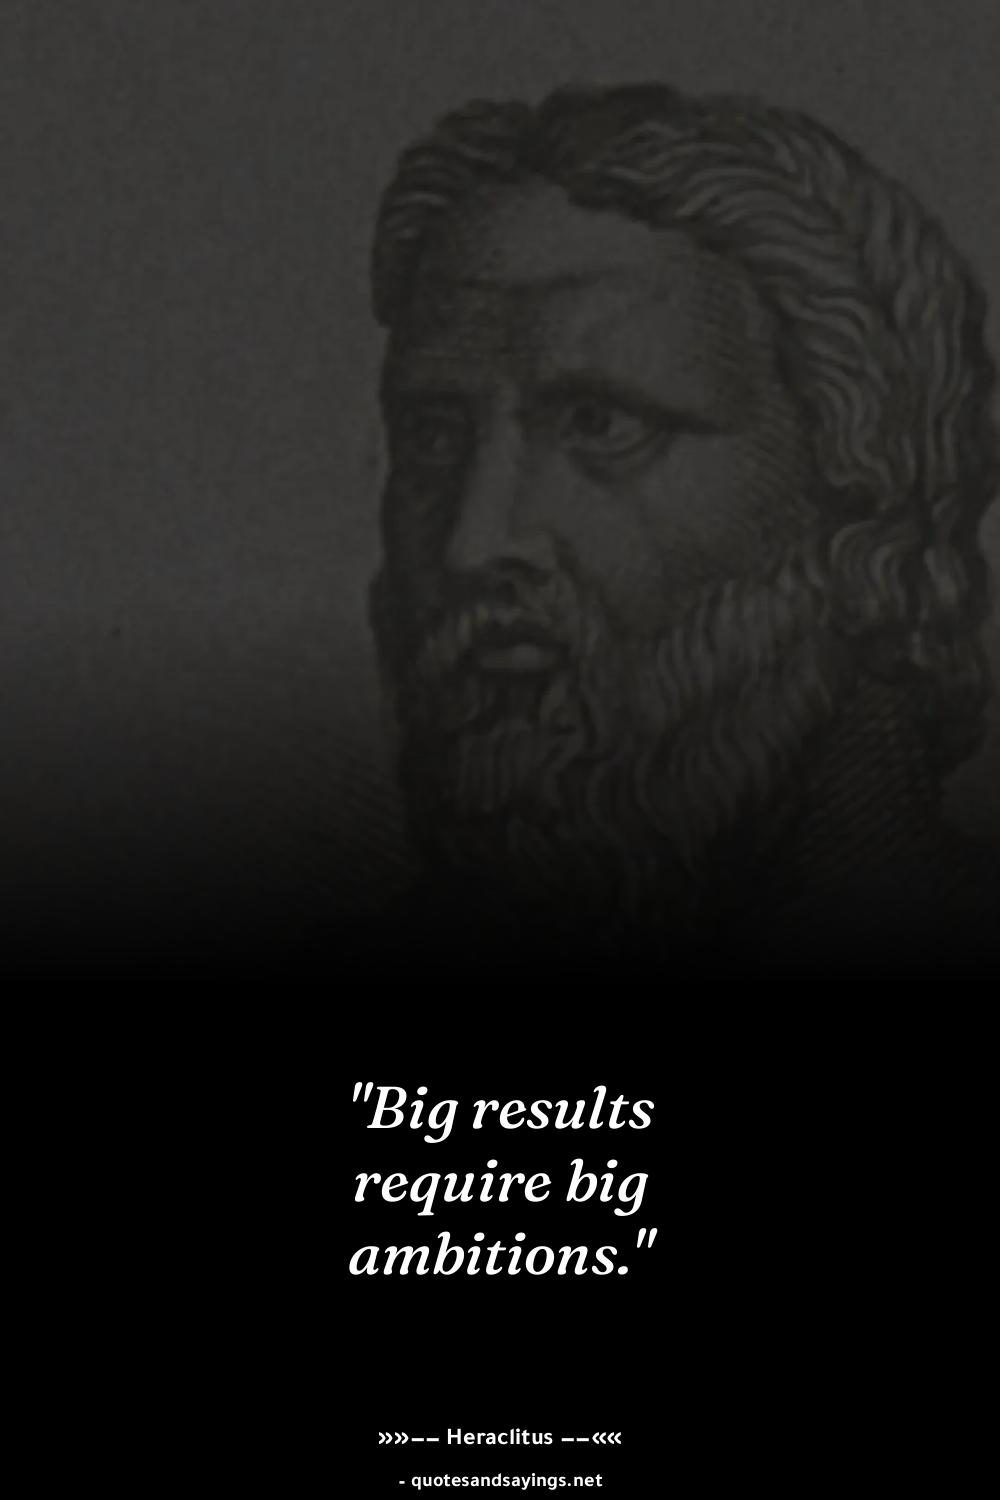 "Big results
require big
ambitions."
»»–– Heraclitus ––««
- quotesandsayings.net